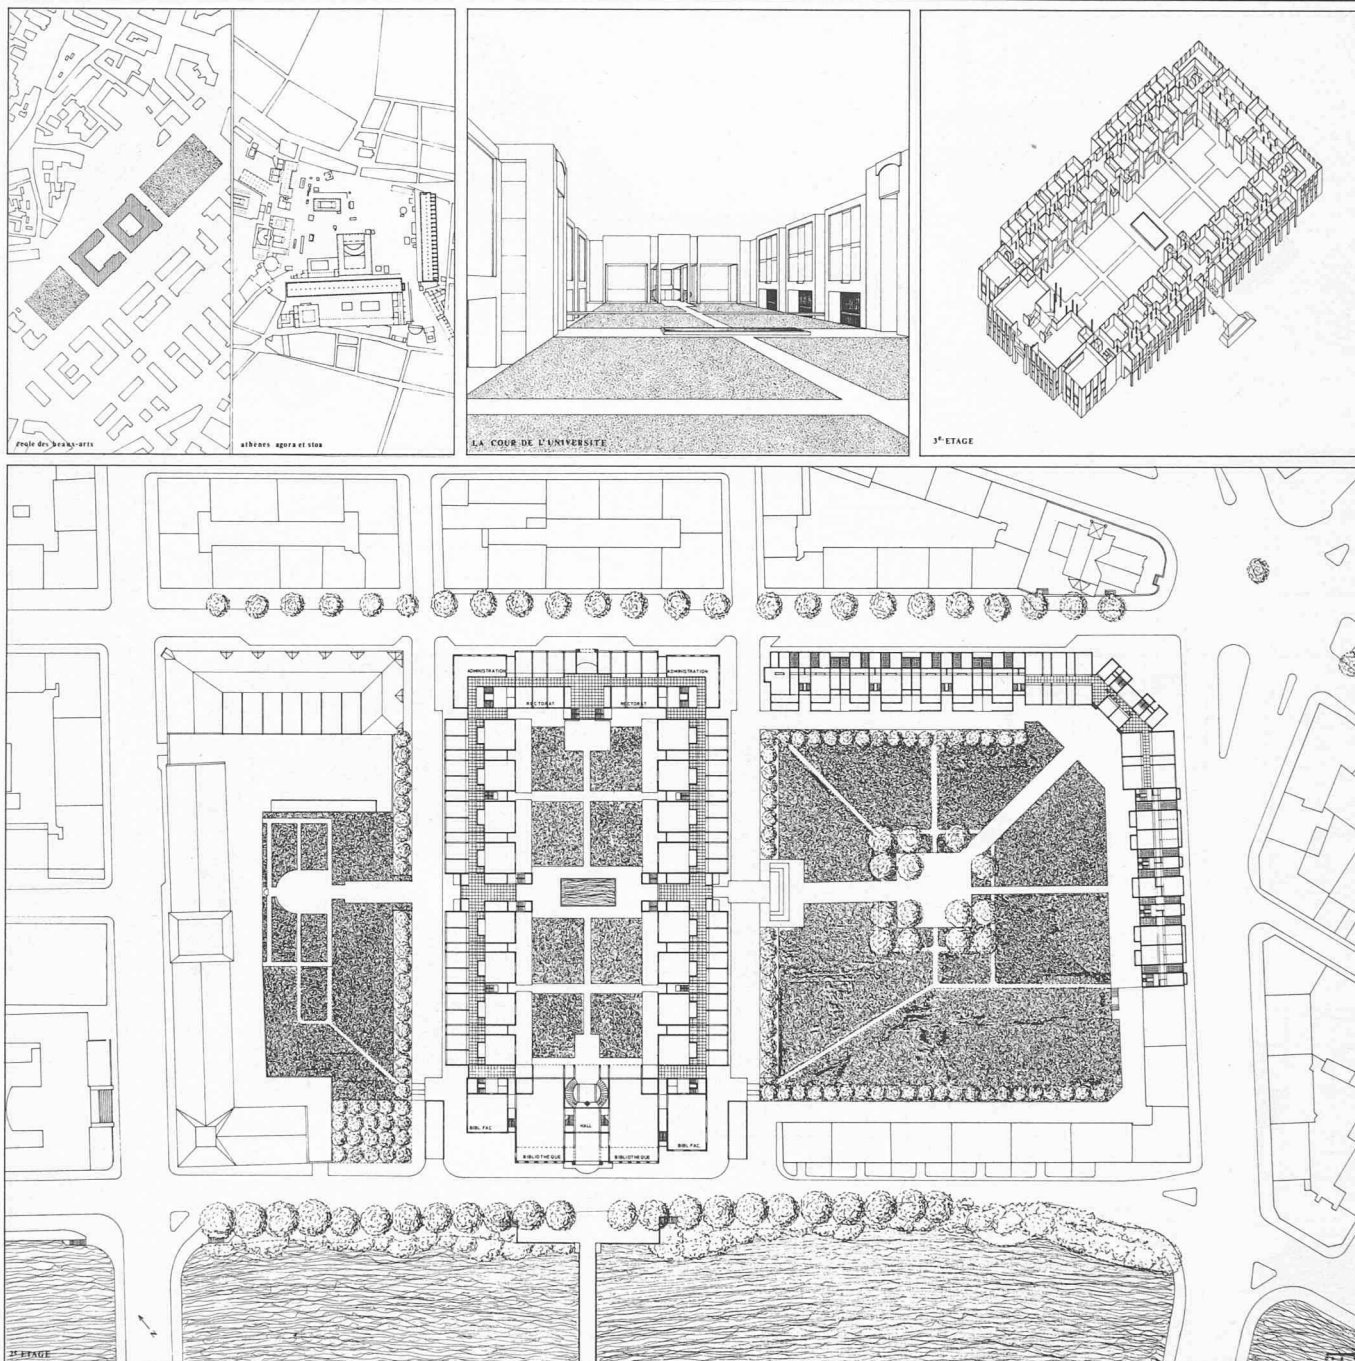 école des beaux-arts
athènes agora et stoa
LA COUR DE L'UNIVERSITE
3E ETAGE
ADMINISTRATION
ADMINISTRATION
RECTORAT
RECTORAT
BIBL FAC.
HALL
BIBL FAC.
BIBLIOTHEQUE
BIBLIOTHEQUE
N
2E ETAGE